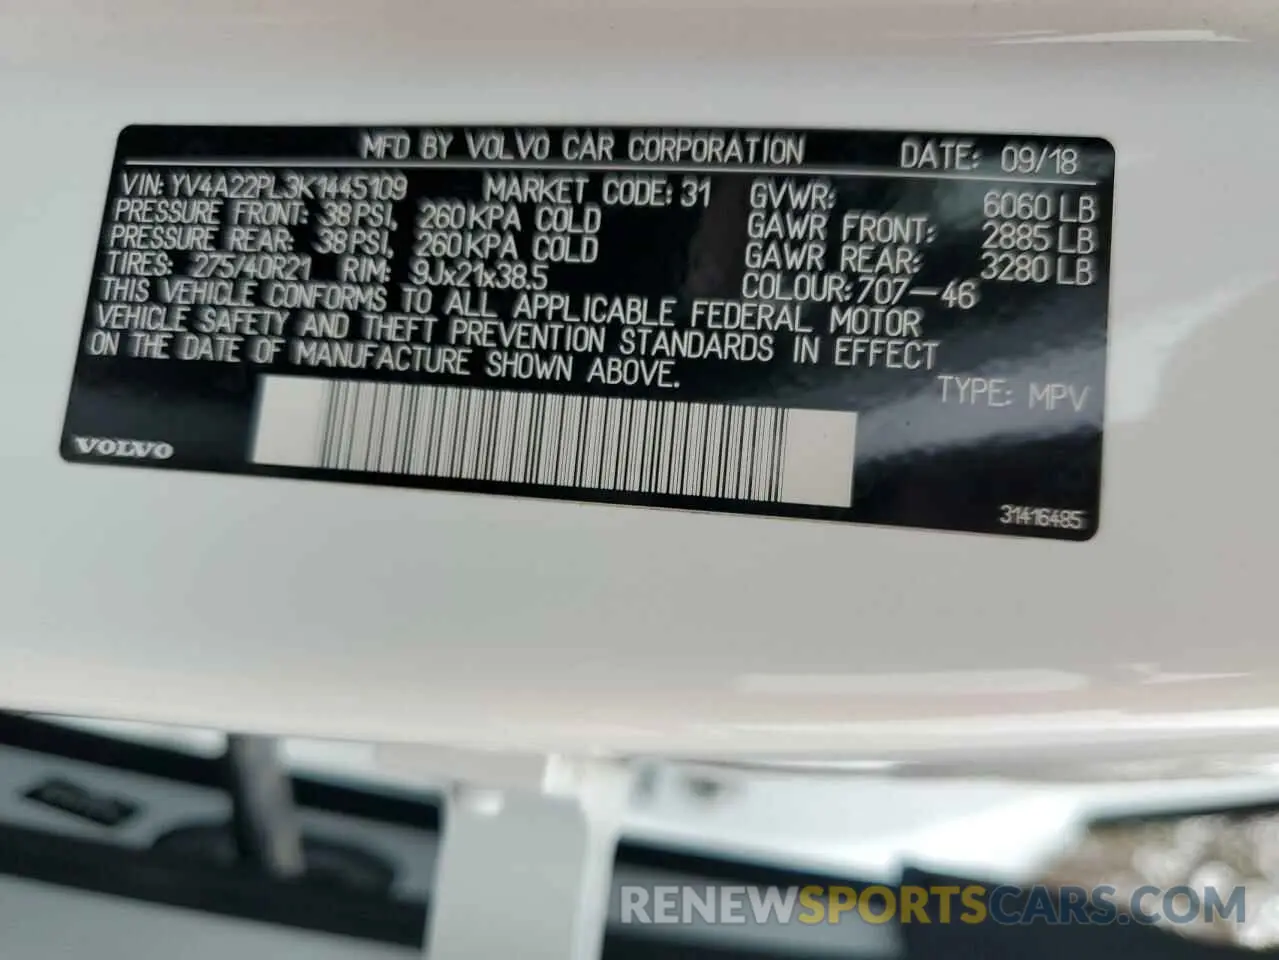 MFD BY VOLVO CAR CORPORATION DATE: 09/18
VIN: YV4A22PL3K1445109 MARKET CODE: 31 GVWR: 6060 LB
PRESSURE FRONT: 38 PSI, 260 KPA COLD GAWR FRONT: 2885 LB
PRESSURE REAR: 38 PSI, 260 KPA COLD GAWR REAR: 3280 LB
TIRES: 275/40R21 RIM: 9Jx21x38.5 COLOUR: 707-46
THIS VEHICLE CONFORMS TO ALL APPLICABLE FEDERAL MOTOR
VEHICLE SAFETY AND THEFT PREVENTION STANDARDS IN EFFECT
ON THE DATE OF MANUFACTURE SHOWN ABOVE.
TYPE: MPV
VOLVO
31416485
RENEWSPORTSCARS.COM